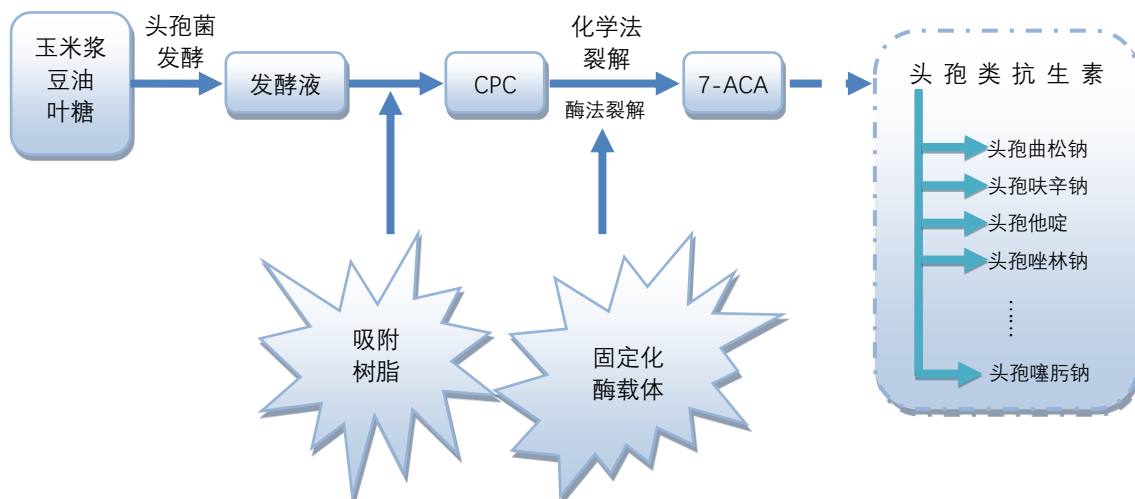 玉米浆
豆油
叶糖
头孢菌
发酵
发酵液
CPC
化学法
裂解
酶法裂解
7-ACA
头孢类抗生素
头孢曲松钠
头孢呋辛钠
头孢他啶
头孢唑林钠
……
头孢噻肟钠
吸附
树脂
固定化
酶载体